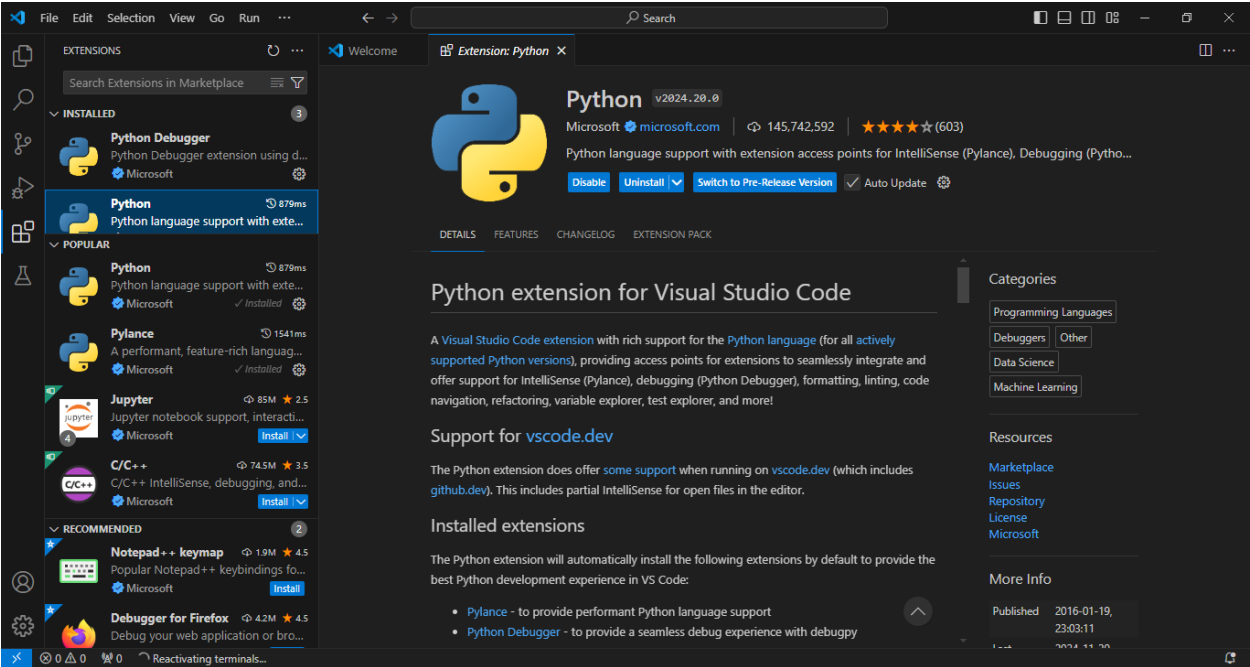 File Edit Selection View Go Run ···
Search
EXTENSIONS
Search Extensions in Marketplace
INSTALLED 3
Python Debugger
Python Debugger extension using d...
Microsoft
Python 879ms
Python language support with exte...
POPULAR
Python 879ms
Python language support with exte...
Microsoft ✓ Installed
Pylance 1541ms
A performant, feature-rich languag...
Microsoft ✓ Installed
Jupyter 85M ★ 2.5
Jupyter notebook support, interacti...
jupyter
4
Microsoft Install
C/C++ 74.5M ★ 3.5
C/C++ IntelliSense, debugging, and...
C/C++
Microsoft Install
RECOMMENDED 2
Notepad++ keymap 1.9M ★ 4.5
Popular Notepad++ keybindings fo...
Microsoft Install
Debugger for Firefox 4.2M ★ 4.5
Debug your web application or bro...
Welcome
Extension: Python
Python v2024.20.0
Microsoft microsoft.com 145,742,592 (603)
Python language support with extension access points for IntelliSense (Pylance), Debugging (Pytho...
Disable Uninstall Switch to Pre-Release Version Auto Update
DETAILS FEATURES CHANGELOG EXTENSION PACK
Python extension for Visual Studio Code
A Visual Studio Code extension with rich support for the Python language (for all actively
supported Python versions), providing access points for extensions to seamlessly integrate and
offer support for IntelliSense (Pylance), debugging (Python Debugger), formatting, linting, code
navigation, refactoring, variable explorer, test explorer, and more!
Support for vscode.dev
The Python extension does offer some support when running on vscode.dev (which includes
github.dev). This includes partial IntelliSense for open files in the editor.
Installed extensions
The Python extension will automatically install the following extensions by default to provide the
best Python development experience in VS Code:
• Pylance - to provide performant Python language support
• Python Debugger - to provide a seamless debug experience with debugpy
Categories
Programming Languages
Debuggers Other
Data Science
Machine Learning
Resources
Marketplace
Issues
Repository
License
Microsoft
More Info
Published 2016-01-19,
23:03:11
0 0 0 Reactivating terminals...